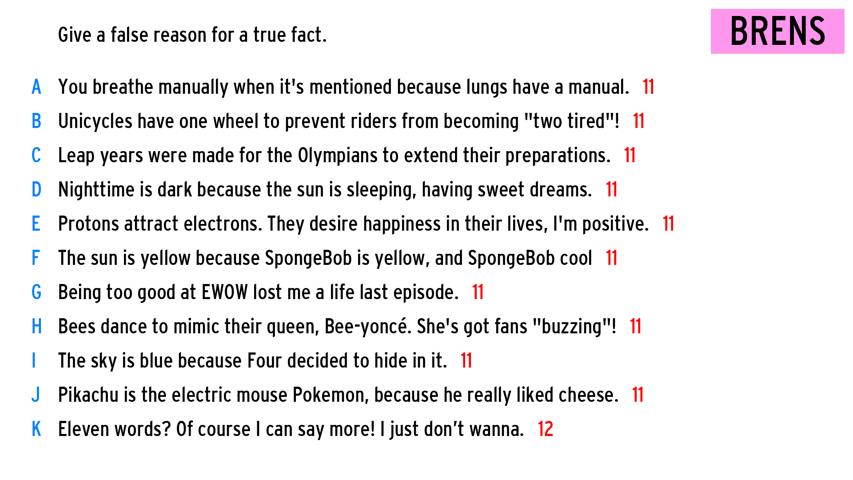 Give a false reason for a true fact.
BRENS
A You breathe manually when it's mentioned because lungs have a manual. 11
B Unicycles have one wheel to prevent riders from becoming "two tired"! 11
C Leap years were made for the Olympians to extend their preparations. 11
D Nighttime is dark because the sun is sleeping, having sweet dreams. 11
E Protons attract electrons. They desire happiness in their lives, I'm positive. 11
F The sun is yellow because SpongeBob is yellow, and SpongeBob cool 11
G Being too good at EWOW lost me a life last episode. 11
H Bees dance to mimic their queen, Bee-yoncé. She's got fans "buzzing"! 11
I The sky is blue because Four decided to hide in it. 11
J Pikachu is the electric mouse Pokemon, because he really liked cheese. 11
K Eleven words? Of course I can say more! I just don’t wanna. 12